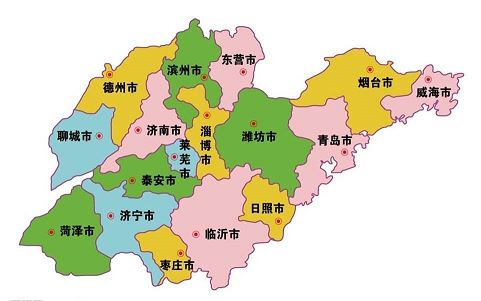 东营市
滨州市
烟台市
德州市
威海市
聊城市
济南市
淄博市
潍坊市
青岛市
莱芜市
泰安市
日照市
济宁市
菏泽市
临沂市
枣庄市